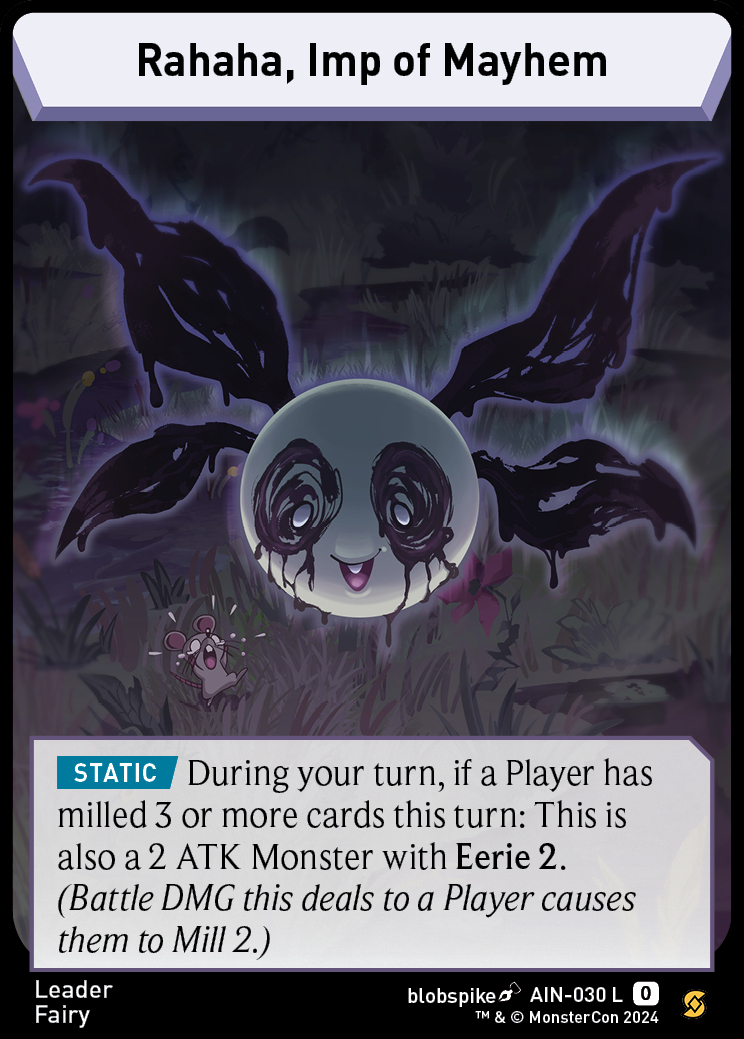 Rahaha, Imp of Mayhem
STATIC During your turn, if a Player has
milled 3 or more cards this turn: This is
also a 2 ATK Monster with Eerie 2.
(Battle DMG this deals to a Player causes
them to Mill 2.)
Leader
Fairy
blobspike AIN-030 L 0
™ & © MonsterCon 2024